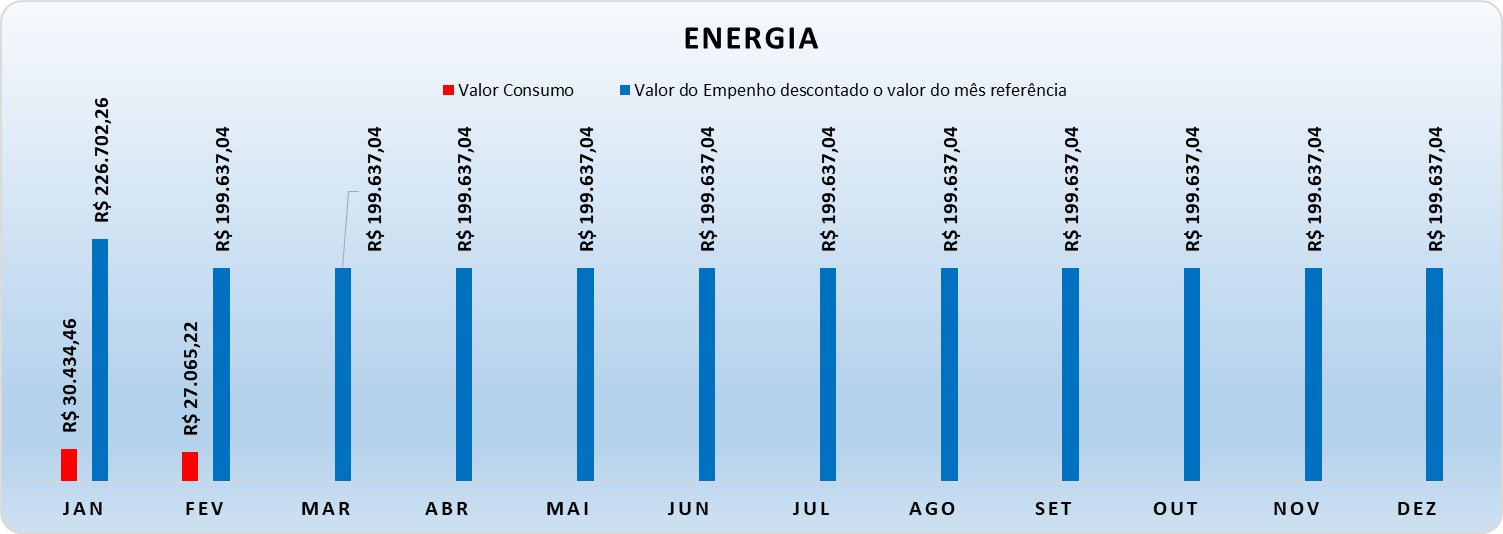 ENERGIA
Valor Consumo
Valor do Empenho descontado o valor do mês referência
R$ 30.434,46
R$ 226.702,26
R$ 27.065,22
R$ 199.637,04
R$ 199.637,04
R$ 199.637,04
R$ 199.637,04
R$ 199.637,04
R$ 199.637,04
R$ 199.637,04
R$ 199.637,04
R$ 199.637,04
R$ 199.637,04
R$ 199.637,04
JAN
FEV
MAR
ABR
MAI
JUN
JUL
AGO
SET
OUT
NOV
DEZ